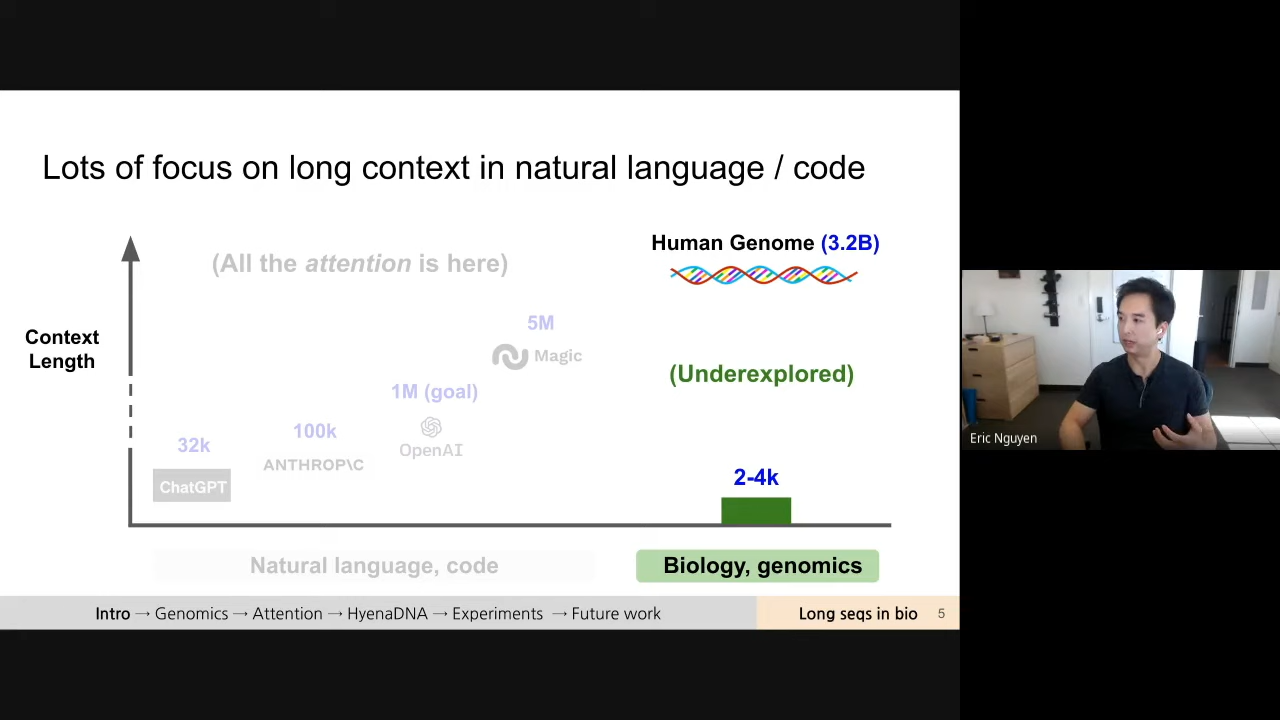 Lots of focus on long context in natural language / code
(All the attention is here)
Human Genome (3.2B)
Context
Length
5M
Magic
(Underexplored)
1M (goal)
OpenAI
100k
ANTHROP\C
32k
ChatGPT
2-4k
Natural language, code
Biology, genomics
Intro → Genomics → Attention → HyenaDNA → Experiments → Future work
Long seqs in bio 5
Eric Nguyen